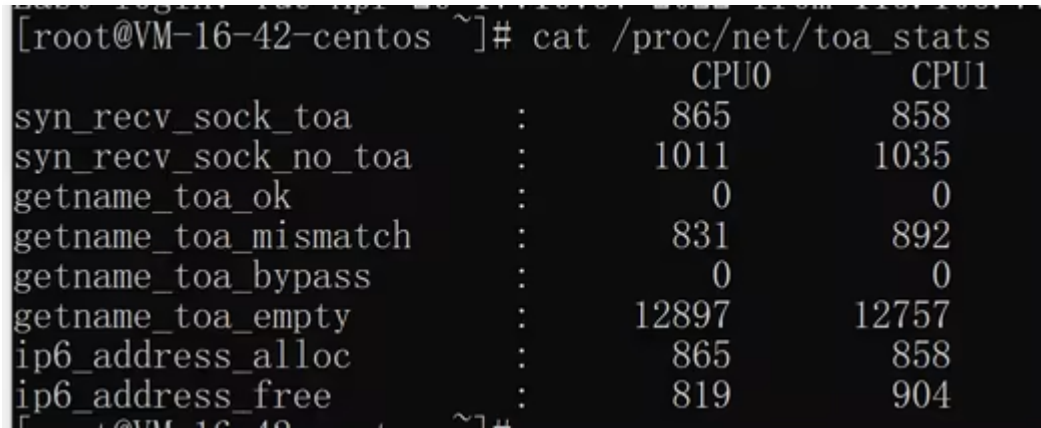 [root@VM-16-42-centos ~]# cat /proc/net/toa_stats
CPU0 CPU1
syn_recv_sock_toa : 865 858
syn_recv_sock_no_toa : 1011 1035
getname_toa_ok : 0 0
getname_toa_mismatch : 831 892
getname_toa_bypass : 0 0
getname_toa_empty : 12897 12757
ip6_address_alloc : 865 858
ip6_address_free : 819 904